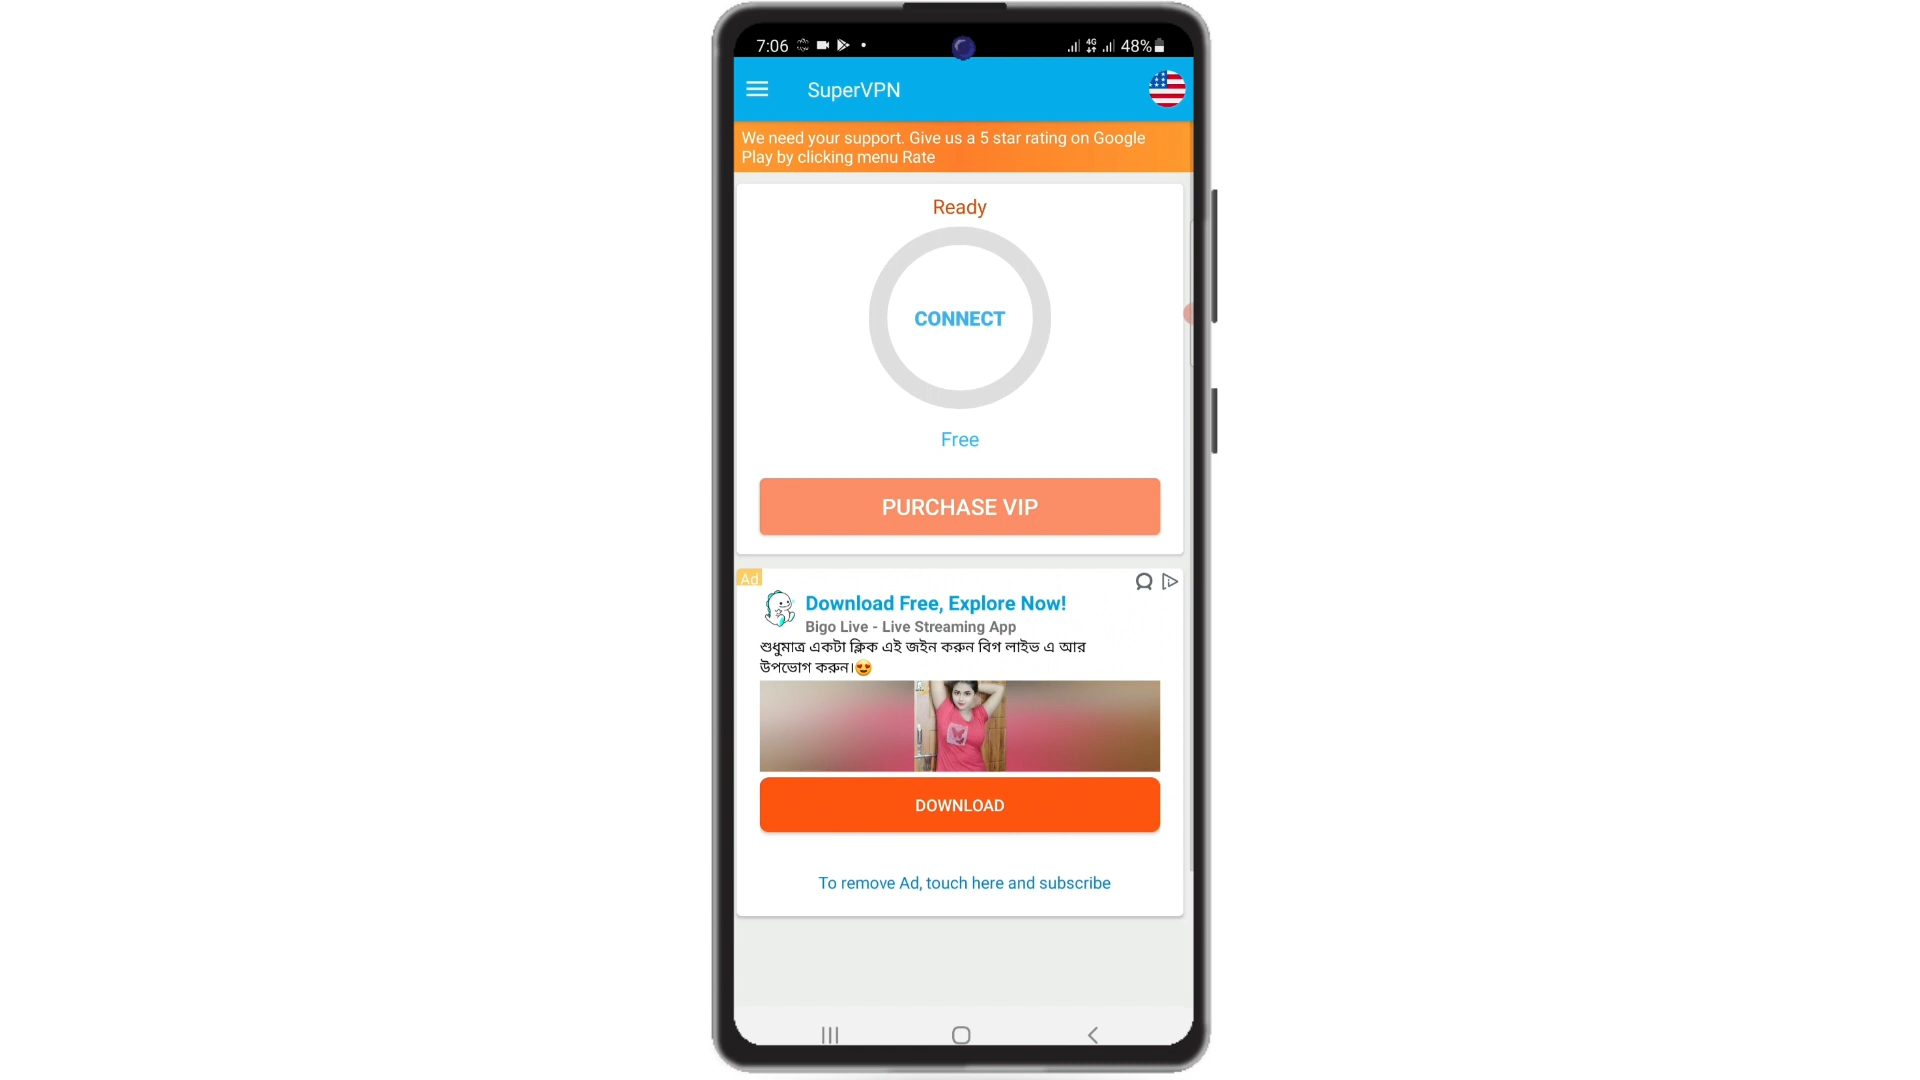 7:06 4G 48%
SuperVPN
We need your support. Give us a 5 star rating on Google
Play by clicking menu Rate
Ready
CONNECT
Free
PURCHASE VIP
Ad
Download Free, Explore Now!
Bigo Live - Live Streaming App
শুধুমাত্র একটা ক্লিক এই জইন করুন বিগ লাইভ এ আর
উপভোগ করুন।😍
DOWNLOAD
To remove Ad, touch here and subscribe